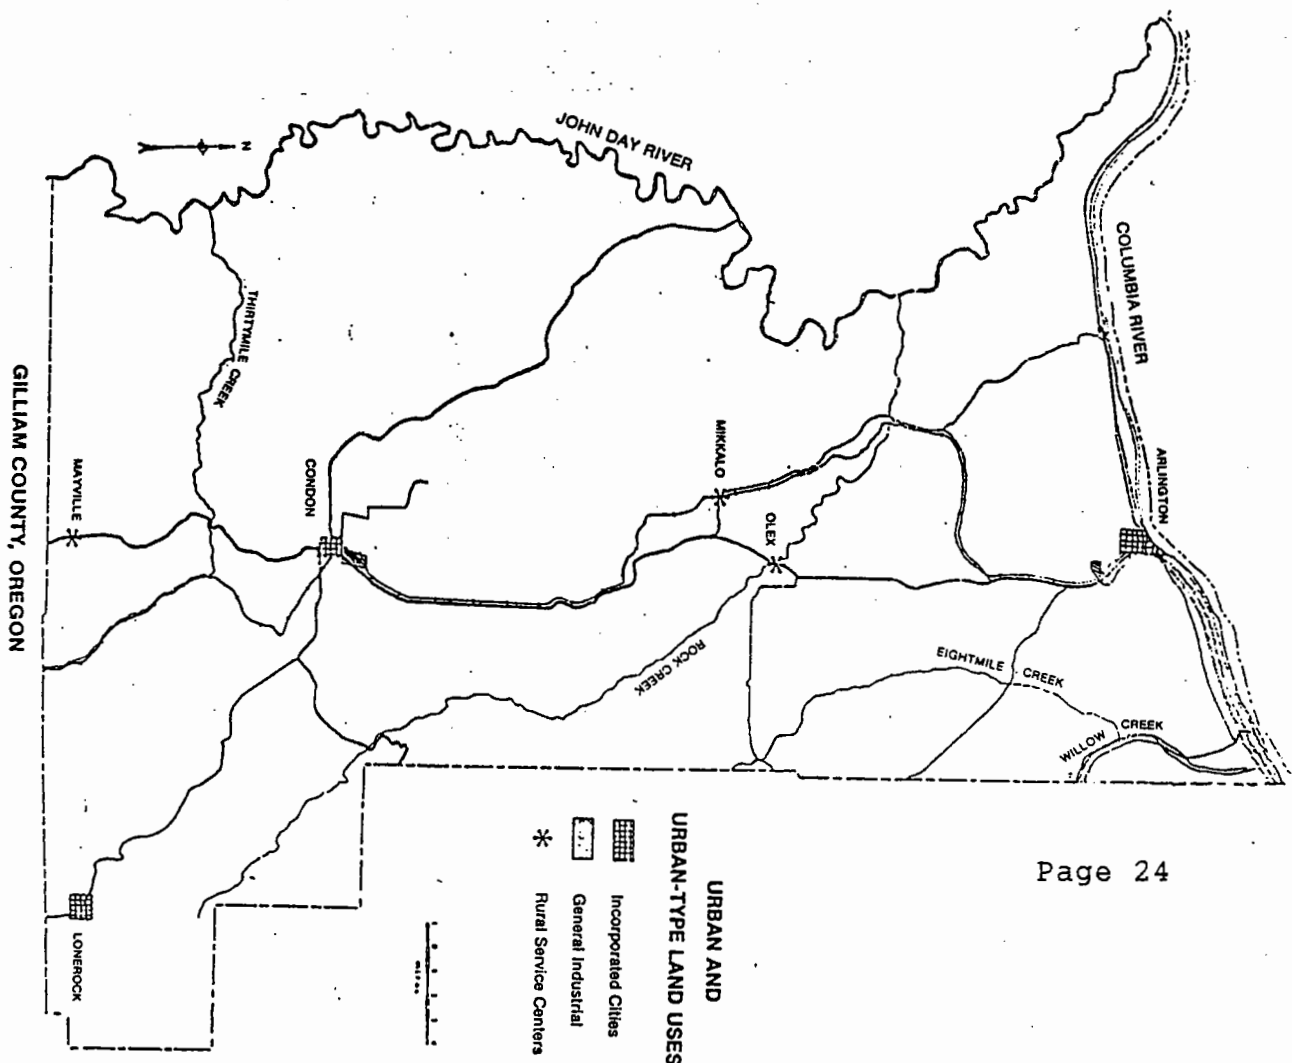 Page 24
COLUMBIA RIVER
ARLINGTON
JOHN DAY RIVER
N
THIRTYMILE CREEK
MIKKALO
OLEX
ROCK CREEK
EIGHTMILE CREEK
WILLOW CREEK
CONDON
MAYVILLE
LONEROCK
URBAN AND
URBAN-TYPE LAND USES
Incorporated Cities
General Industrial
Rural Service Centers
miles
GILLIAM COUNTY, OREGON